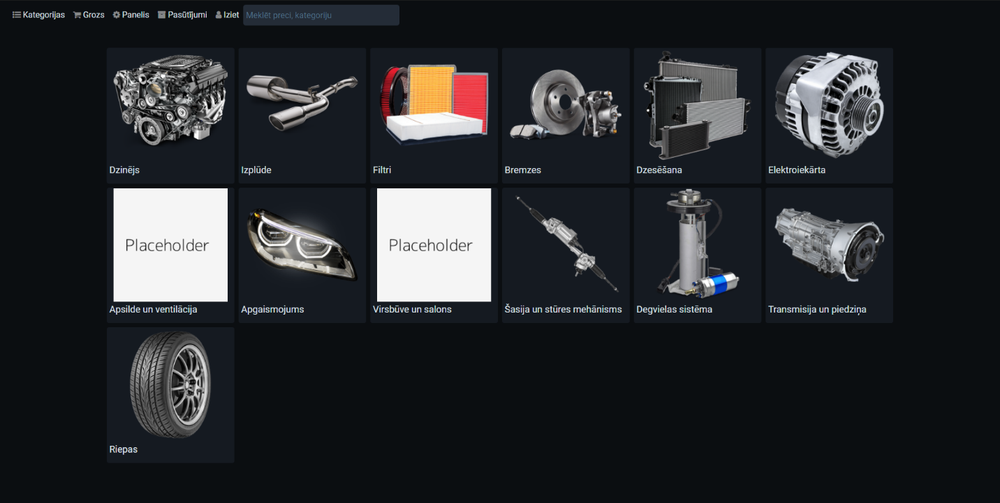 Kategorijas Grozs Panelis Pasūtījumi Iziet Meklēt preci, kategoriju
Dzinējs Izplūde Filtri Bremzes Dzesēšana Elektroiekārta
Placeholder Placeholder
Apsilde un ventilācija Apgaismojums Virsbūve un salons Šasija un stūres mehānisms Degvielas sistēma Transmisija un piedziņa
Riepas